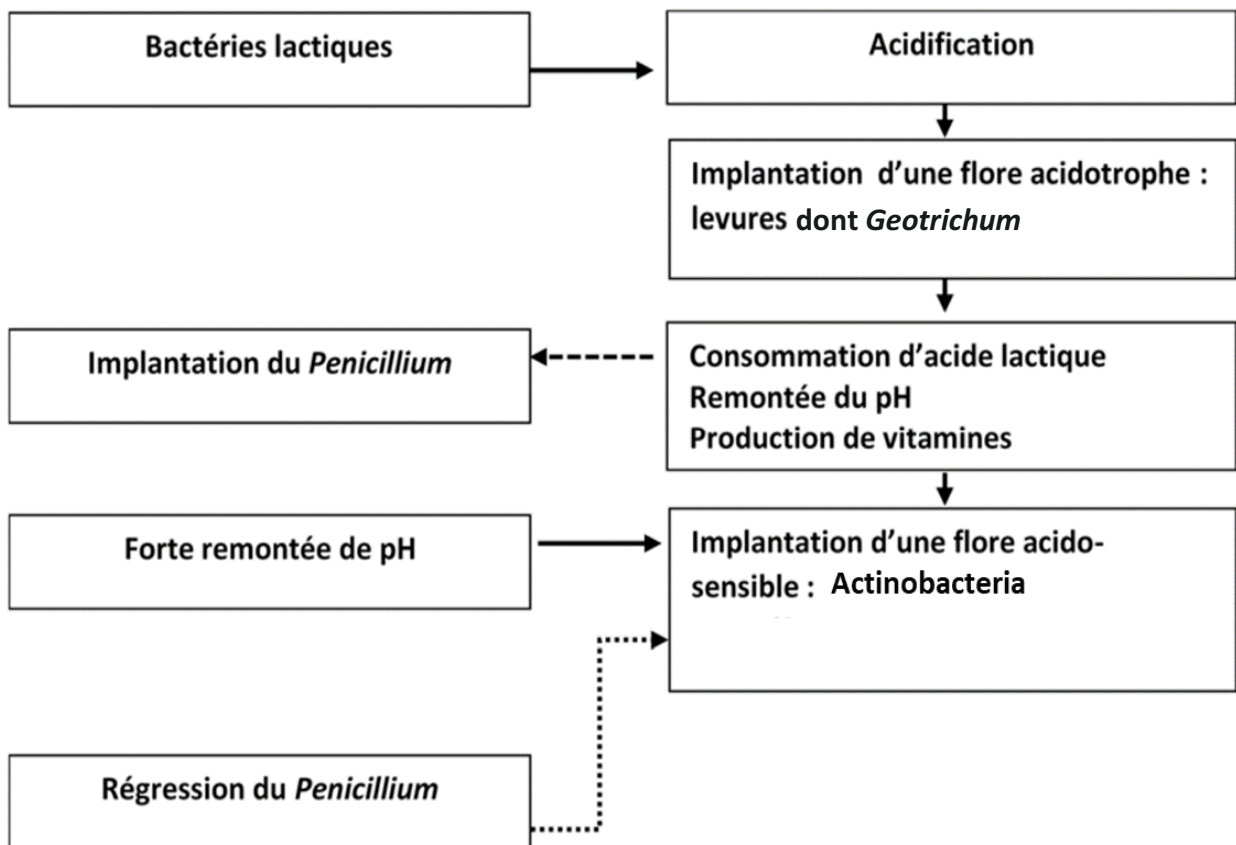 Bactéries lactiques
Acidification
Implantation d'une flore acidotrophe :
levures dont Geotrichum
Implantation du Penicillium
Consommation d'acide lactique
Remontée du pH
Production de vitamines
Forte remontée de pH
Implantation d'une flore acido-
sensible : Actinobacteria
Régression du Penicillium